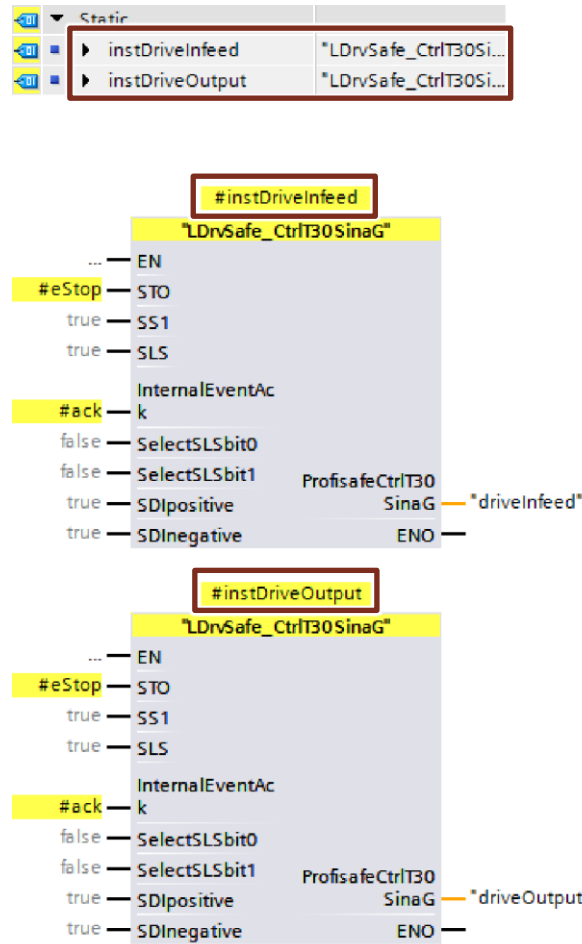 Static
instDriveInfeed "LDrvSafe_CtrlT30Si...
instDriveOutput "LDrvSafe_CtrlT30Si...
#instDriveInfeed
"LDrvSafe_CtrlT30SinaG"
... EN
#eStop STO
true SS1
true SLS
InternalEventAc
#ack k
false SelectSLSbit0
false SelectSLSbit1 ProfisafeCtrlT30
true SDIpositive SinaG "driveInfeed"
true SDInegative ENO
#instDriveOutput
"LDrvSafe_CtrlT30SinaG"
... EN
#eStop STO
true SS1
true SLS
InternalEventAc
#ack k
false SelectSLSbit0
false SelectSLSbit1 ProfisafeCtrlT30
true SDIpositive SinaG "driveOutput
true SDInegative ENO